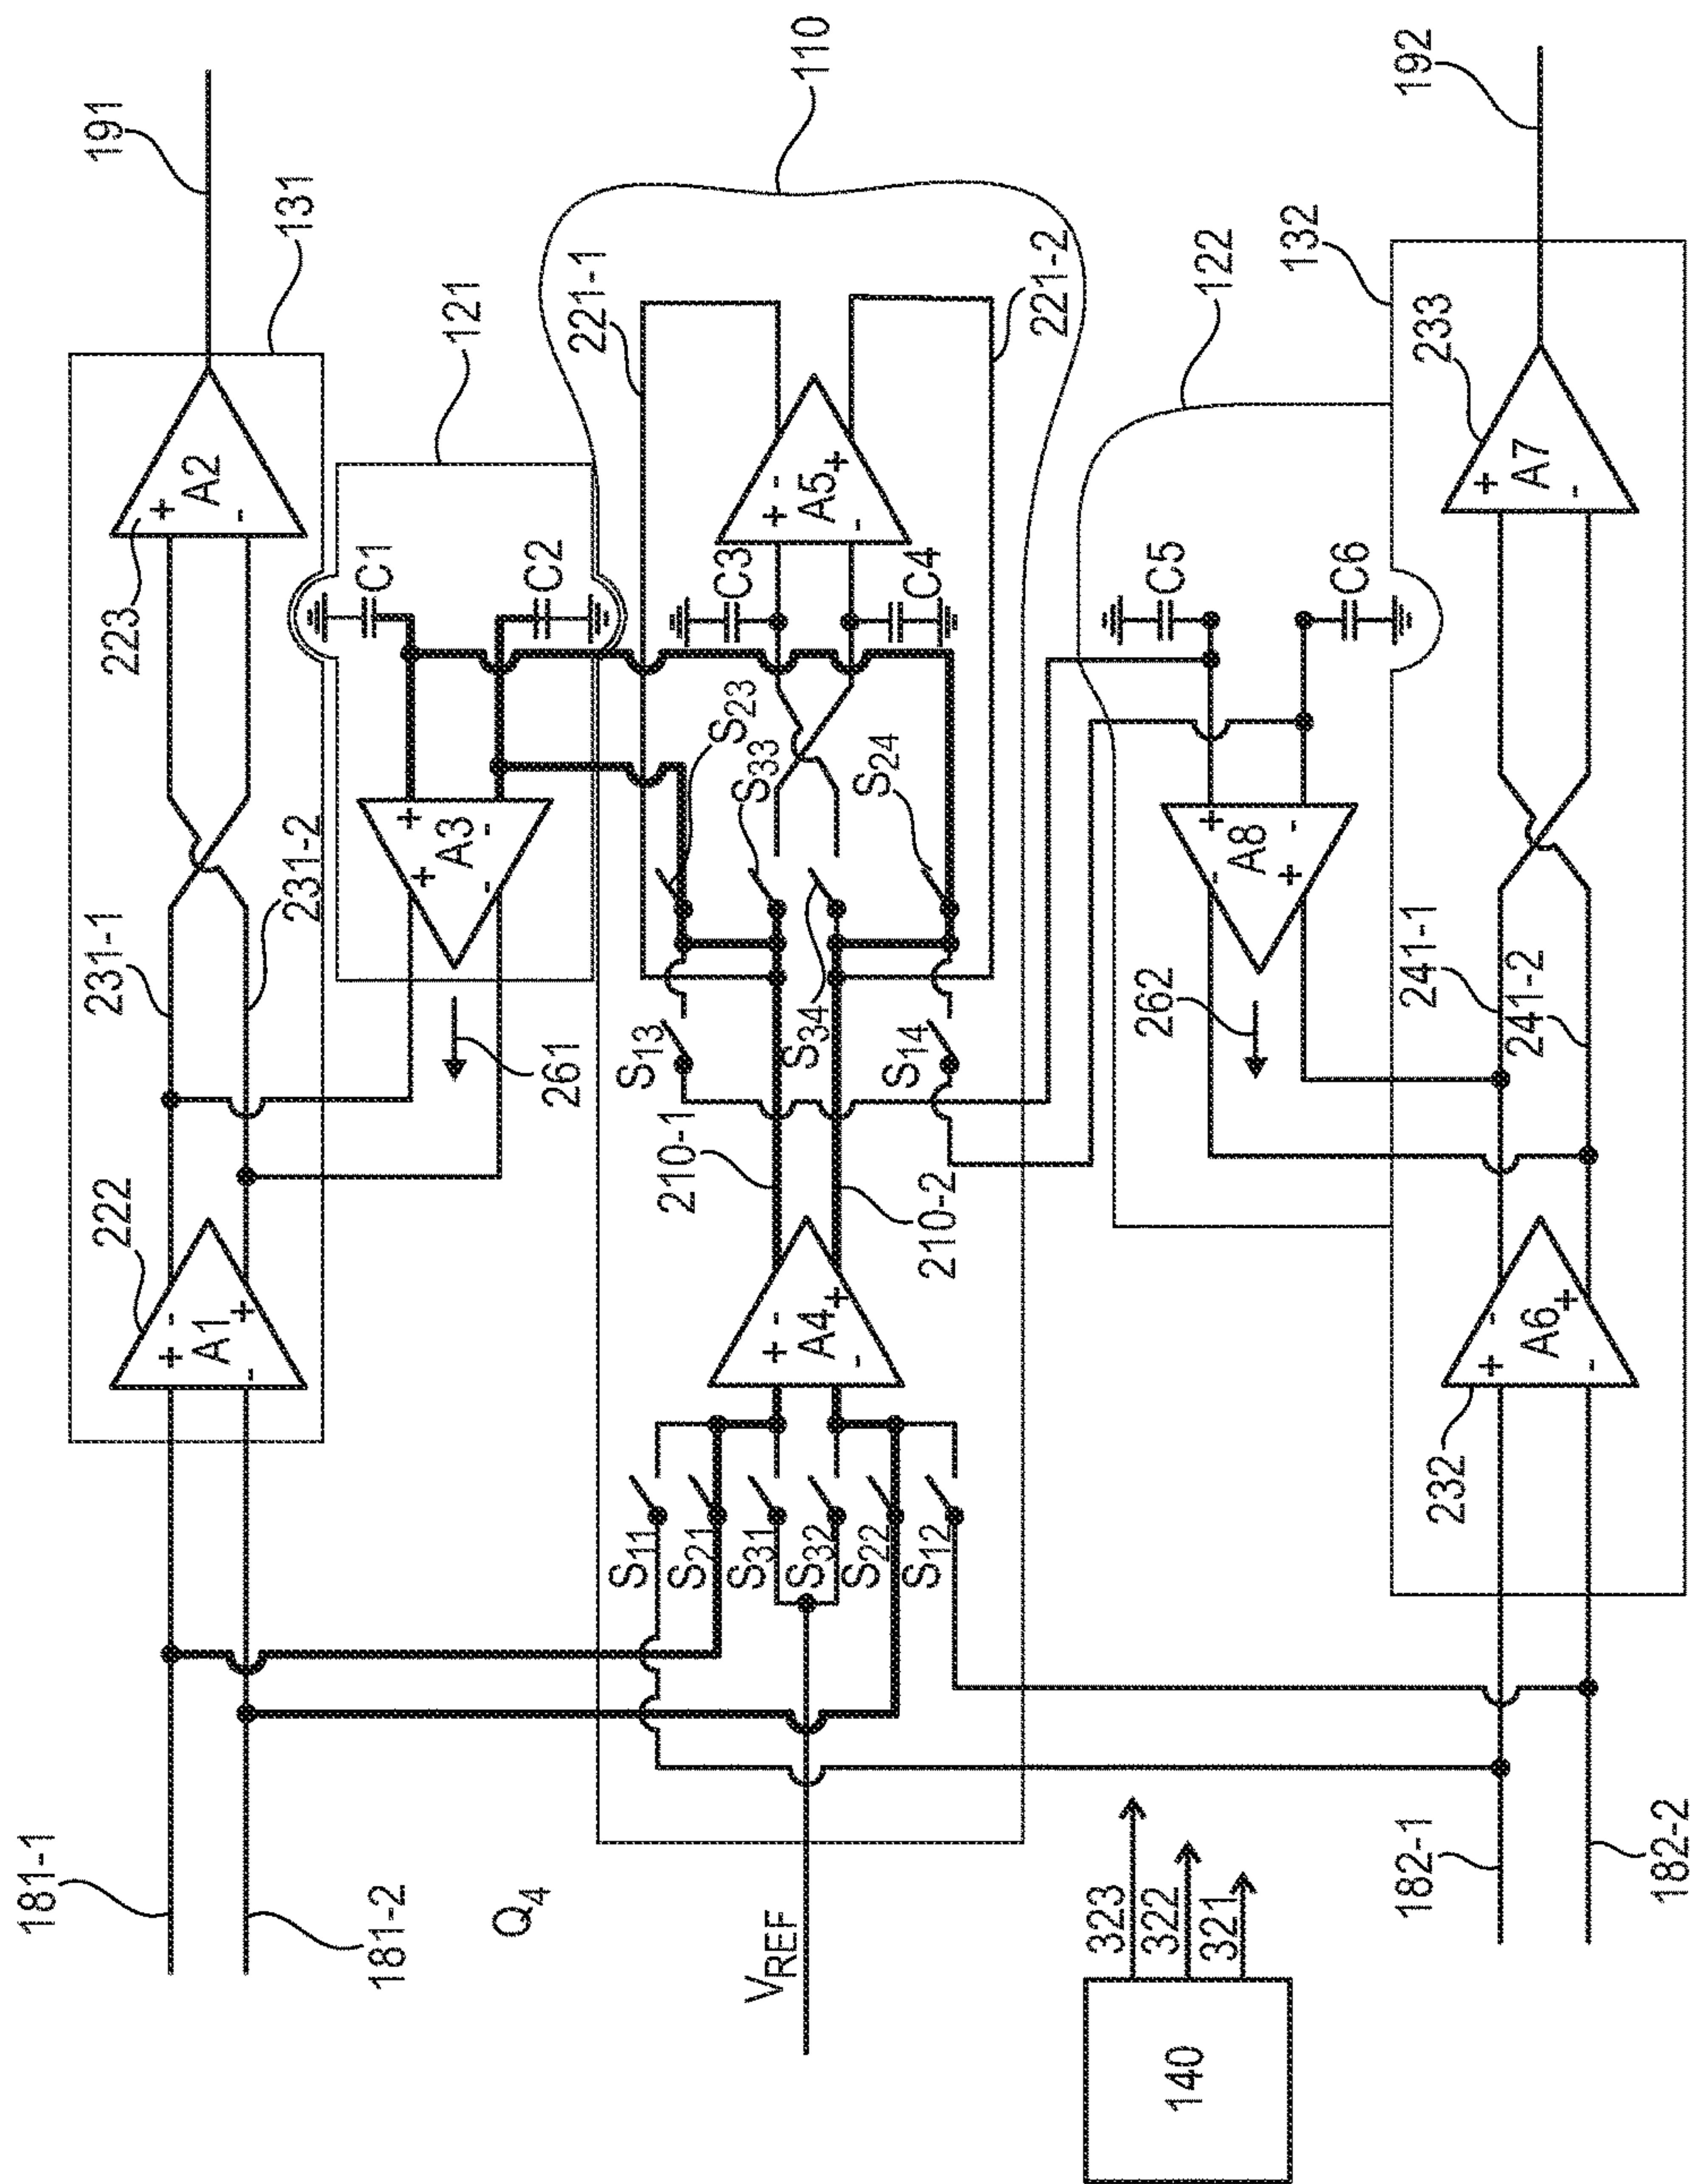 191
131
A2
+
-
223
231-1
231-2
222
A1
+
-
-
+
181-1
181-2
121
C1
C2
A3
+
-
+
-
261
110
221-1
221-2
A5
+
-
-
+
C3
C4
S23
S33
S34
S24
S13
S14
210-1
210-2
A4
+
-
-
+
S11
S21
S31
S32
S22
S12
Q4
VREF
122
C5
C6
A8
+
-
-
+
262
192
132
233
A7
+
-
241-1
241-2
232
A6
+
-
-
+
182-1
182-2
323
322
321
140